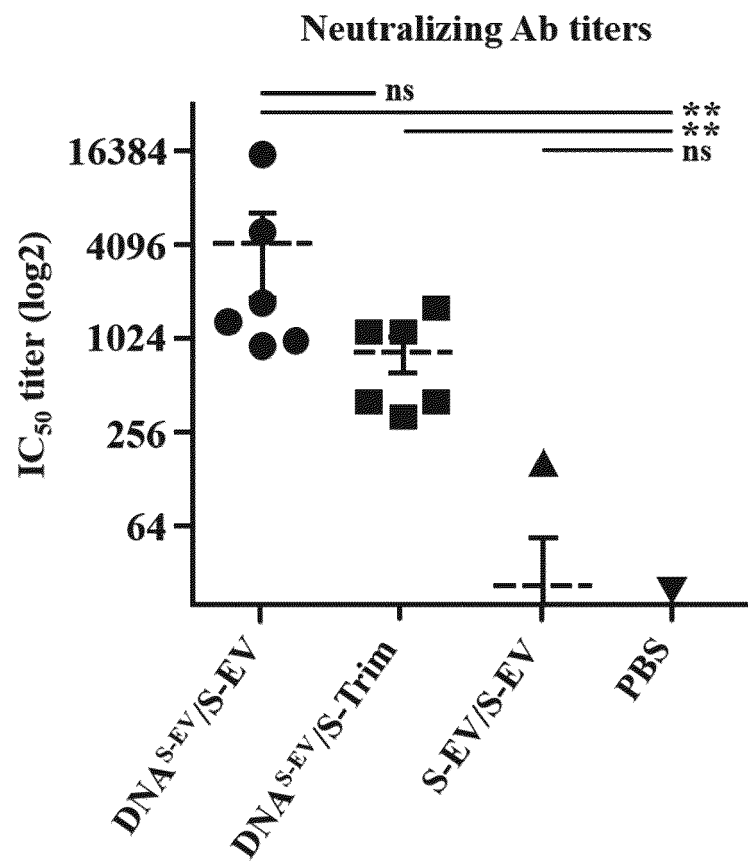 Neutralizing Ab titers
ns
**
**
ns
16384
4096
1024
256
64
IC₅₀ titer (log2)
DNAˢ⁻ᴱⱽ/S-EV
DNAˢ⁻ᴱⱽ/S-Trim
S-EV/S-EV
PBS